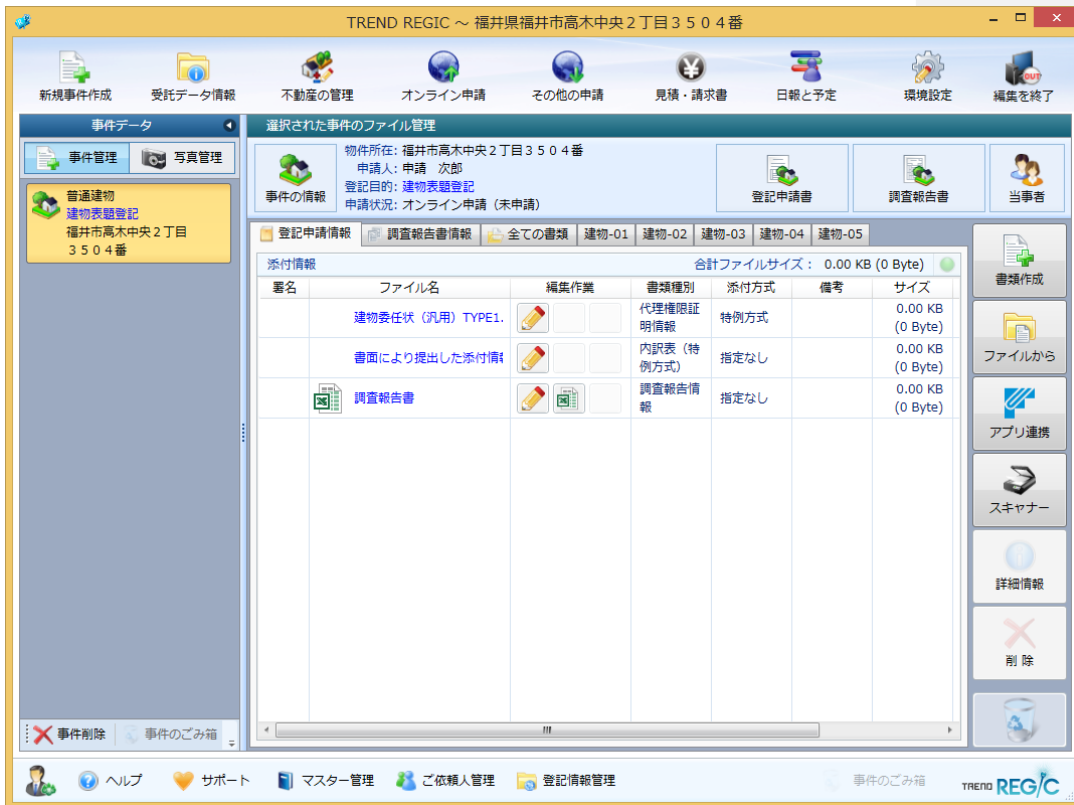 TREND REGIC ～ 福井県福井市高木中央２丁目３５０４番
新規事件作成
受託データ情報
不動産の管理
オンライン申請
その他の申請
見積・請求書
日報と予定
環境設定
編集を終了
事件データ
選択された事件のファイル管理
事件管理
写真管理
普通建物
建物表題登記
福井市高木中央２丁目
３５０４番
事件の情報
物件所在: 福井市高木中央２丁目３５０４番
申請人: 申請　次郎
登記目的: 建物表題登記
申請状況: オンライン申請（未申請）
登記申請書
調査報告書
当事者
登記申請情報
調査報告書情報
全ての書類
建物-01
建物-02
建物-03
建物-04
建物-05
添付情報
合計ファイルサイズ： 0.00 KB (0 Byte)
署名
ファイル名
編集作業
書類種別
添付方式
備考
サイズ
建物委任状（汎用）TYPE1.
代理権限証
明情報
特例方式
0.00 KB
(0 Byte)
書面により提出した添付情
内訳表（特
例方式）
指定なし
0.00 KB
(0 Byte)
調査報告書
調査報告情
報
指定なし
0.00 KB
(0 Byte)
書類作成
ファイルから
アプリ連携
スキャナー
詳細情報
削 除
事件削除
事件のごみ箱
ヘルプ
サポート
マスター管理
ご依頼人管理
登記情報管理
事件のごみ箱
TREND REGIC